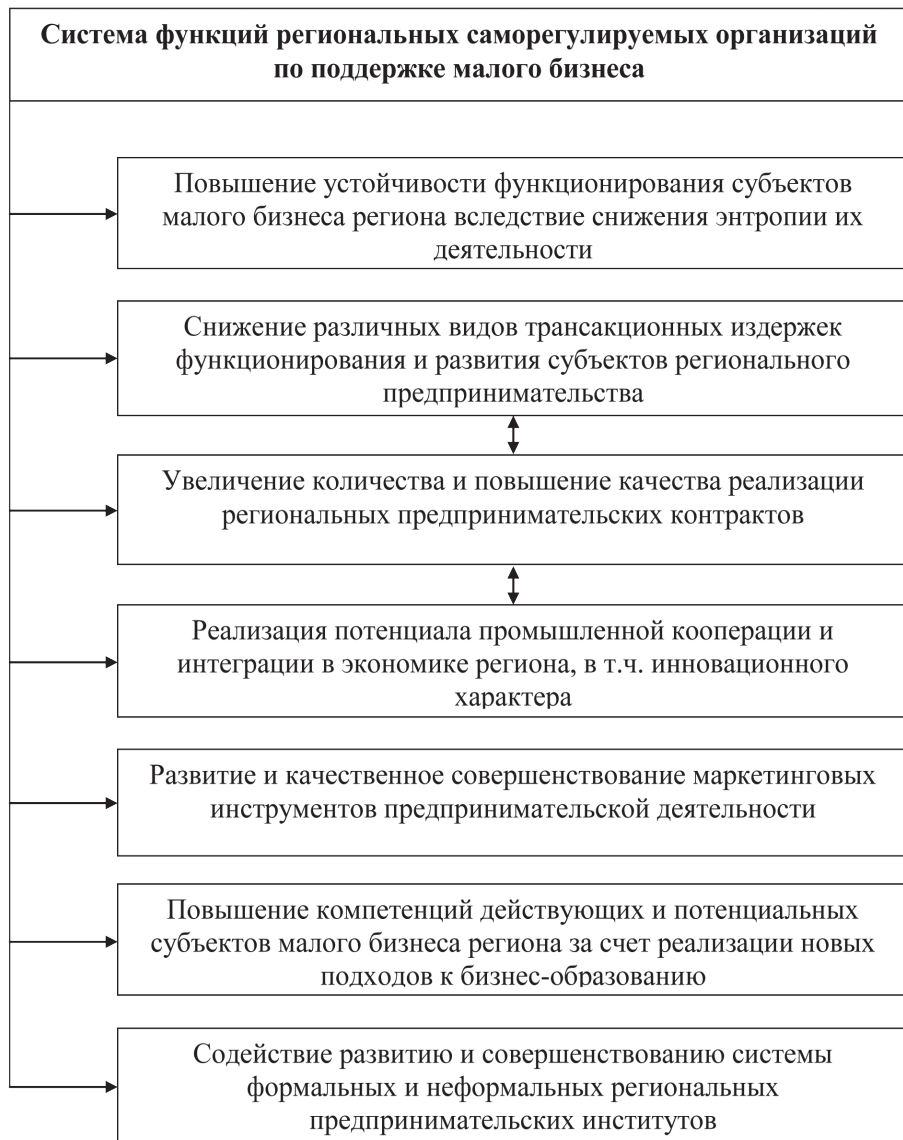 Система функций региональных саморегулируемых организаций
по поддержке малого бизнеса
Повышение устойчивости функционирования субъектов
малого бизнеса региона вследствие снижения энтропии их
деятельности
Снижение различных видов трансакционных издержек
функционирования и развития субъектов регионального
предпринимательства
Увеличение количества и повышение качества реализации
региональных предпринимательских контрактов
Реализация потенциала промышленной кооперации и
интеграции в экономике региона, в т.ч. инновационного
характера
Развитие и качественное совершенствование маркетинговых
инструментов предпринимательской деятельности
Повышение компетенций действующих и потенциальных
субъектов малого бизнеса региона за счет реализации новых
подходов к бизнес-образованию
Содействие развитию и совершенствованию системы
формальных и неформальных региональных
предпринимательских институтов